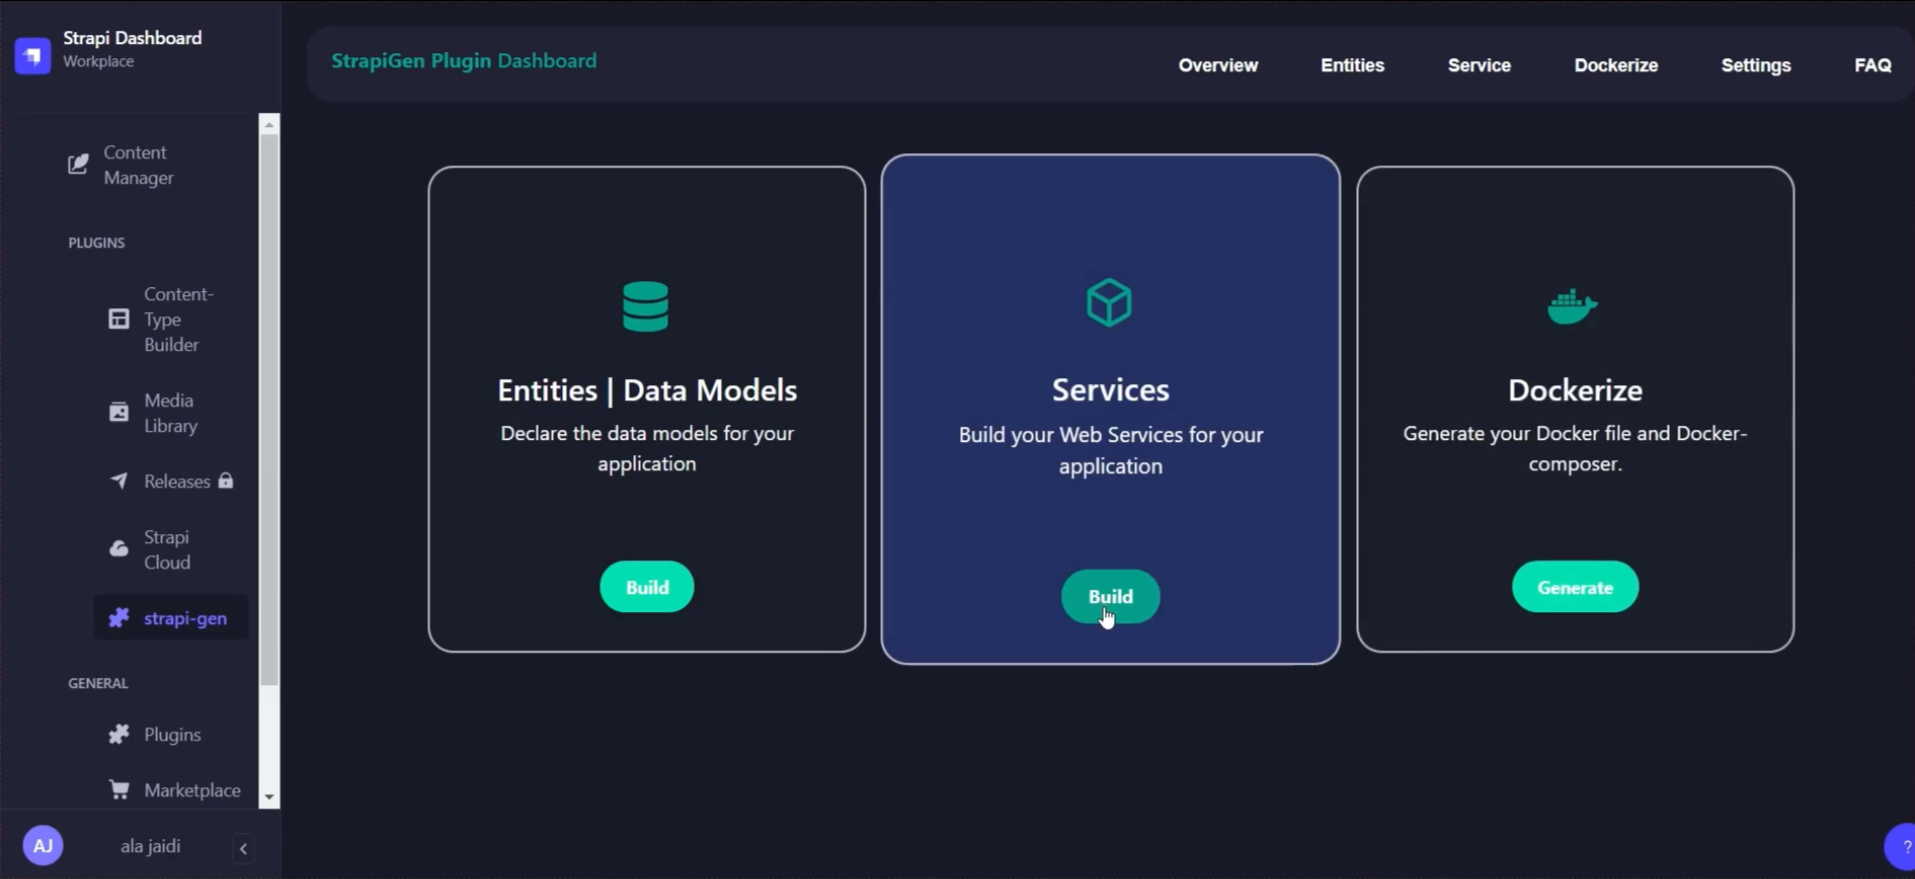 Strapi Dashboard
Workplace
Content
Manager
PLUGINS
Content-
Type
Builder
Media
Library
Releases
Strapi
Cloud
strapi-gen
GENERAL
Plugins
Marketplace
AJ
ala jaidi
StrapiGen Plugin Dashboard
Overview
Entities
Service
Dockerize
Settings
FAQ
Entities | Data Models
Declare the data models for your
application
Build
Services
Build your Web Services for your
application
Build
Dockerize
Generate your Docker file and Docker-
composer.
Generate
?